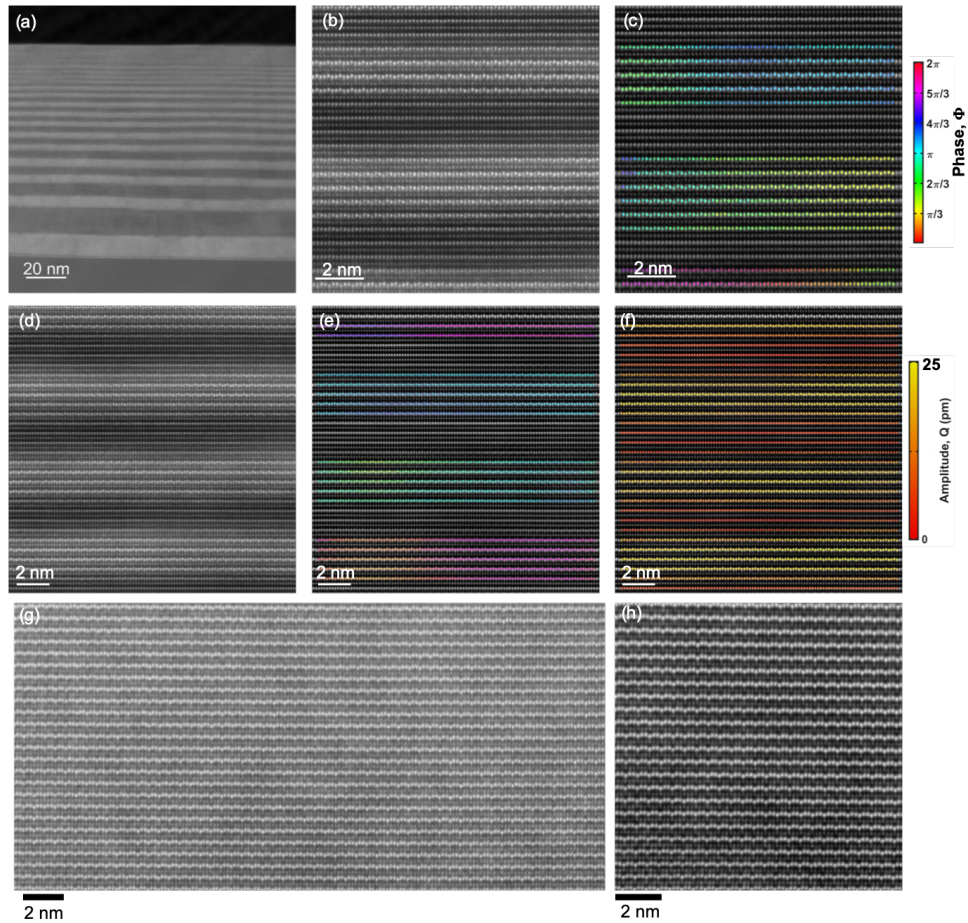 (a)
20 nm
(b)
2 nm
(c)
2 nm
2π
5π/3
4π/3
π
2π/3
π/3
Phase, Φ
(d)
2 nm
(e)
2 nm
(f)
2 nm
25
0
Amplitude, Q (pm)
(g)
2 nm
(h)
2 nm